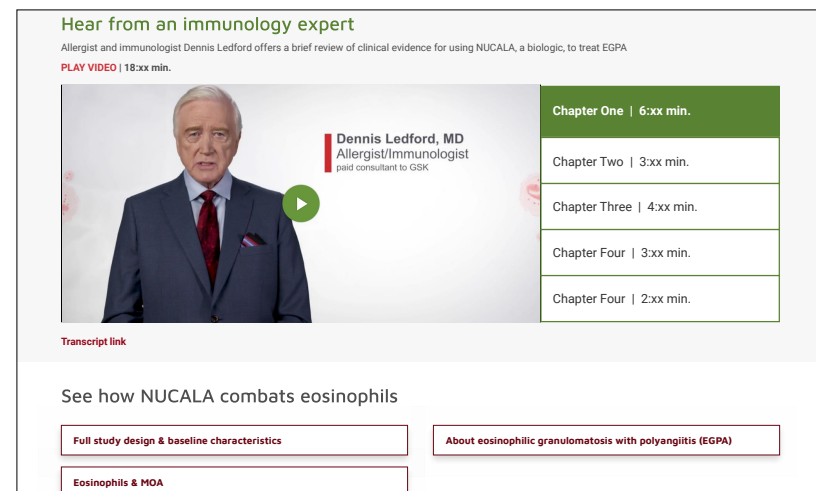 Hear from an immunology expert
Allergist and immunologist Dennis Ledford offers a brief review of clinical evidence for using NUCALA, a biologic, to treat EGPA
PLAY VIDEO | 18:xx min.
Dennis Ledford, MD
Allergist/Immunologist
paid consultant to GSK
Chapter One | 6:xx min.
Chapter Two | 3:xx min.
Chapter Three | 4:xx min.
Chapter Four | 3:xx min.
Chapter Four | 2:xx min.
Transcript link
See how NUCALA combats eosinophils
Full study design & baseline characteristics
About eosinophilic granulomatosis with polyangiitis (EGPA)
Eosinophils & MOA